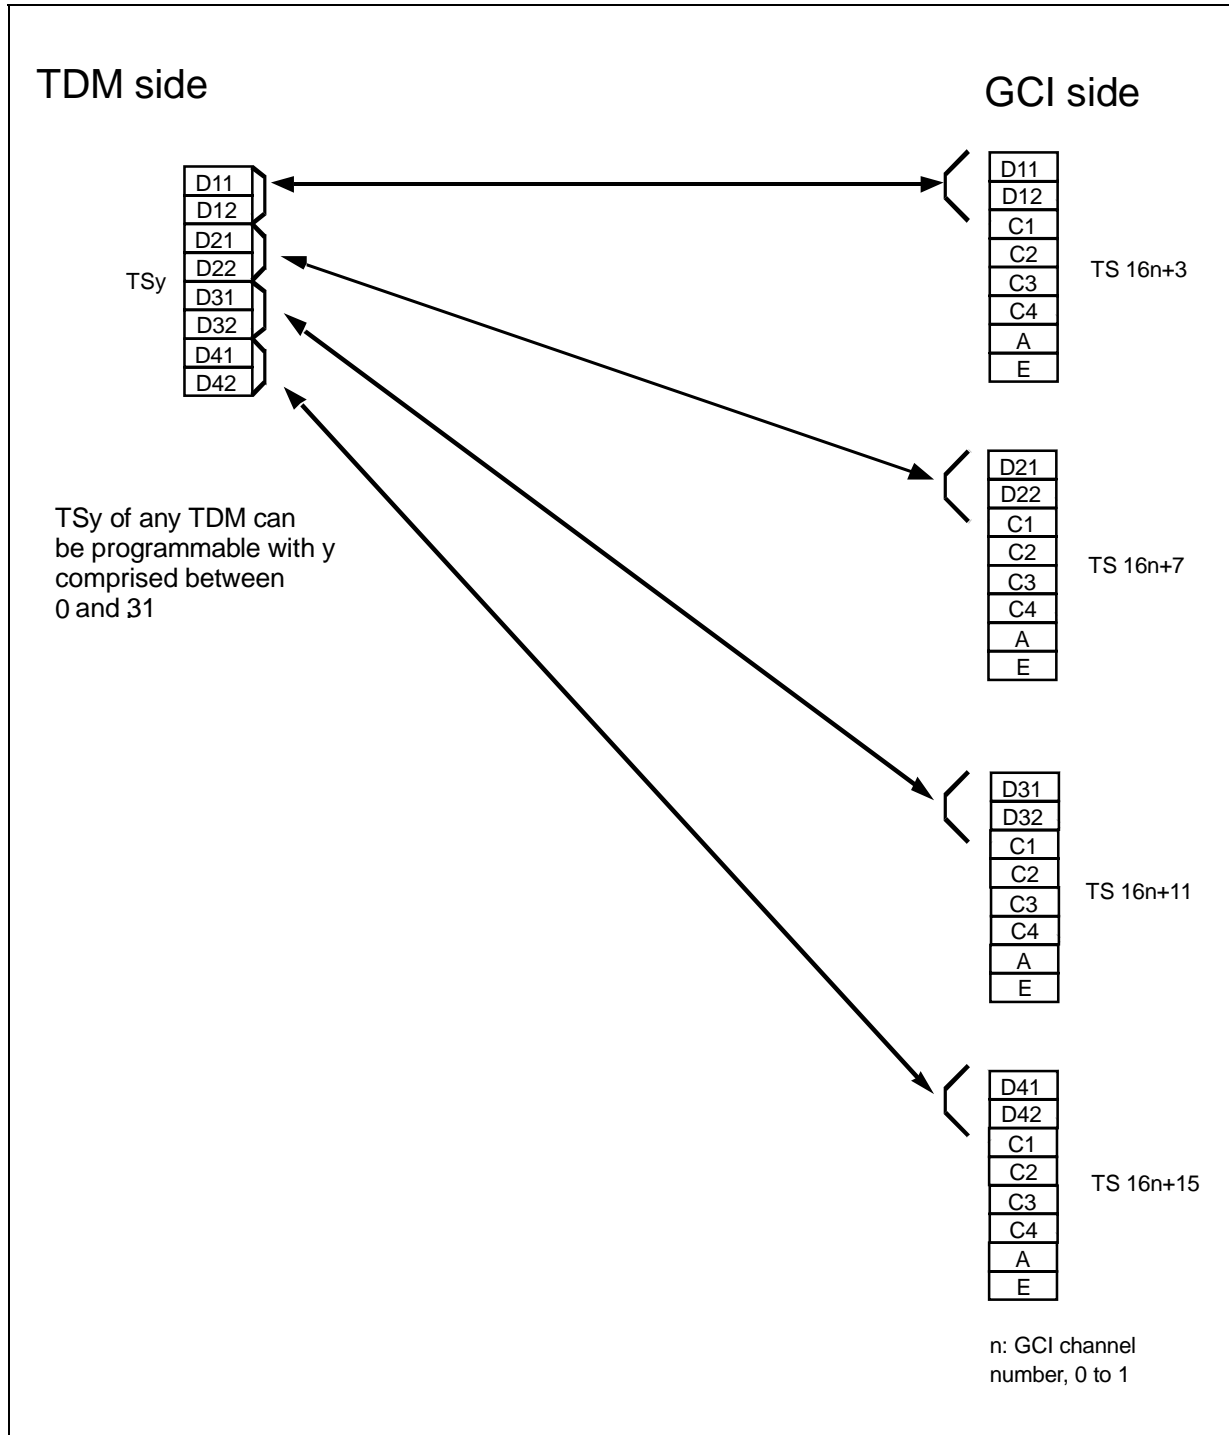 TDM side
GCI side
D11
D12
D21
D22
D31
D32
D41
D42
TSy
TSy of any TDM can
be programmable with y
comprised between
0 and .31
D11
D12
C1
C2
C3
C4
A
E
TS 16n+3
D21
D22
C1
C2
C3
C4
A
E
TS 16n+7
D31
D32
C1
C2
C3
C4
A
E
TS 16n+11
D41
D42
C1
C2
C3
C4
A
E
TS 16n+15
n: GCI channel
number, 0 to 1